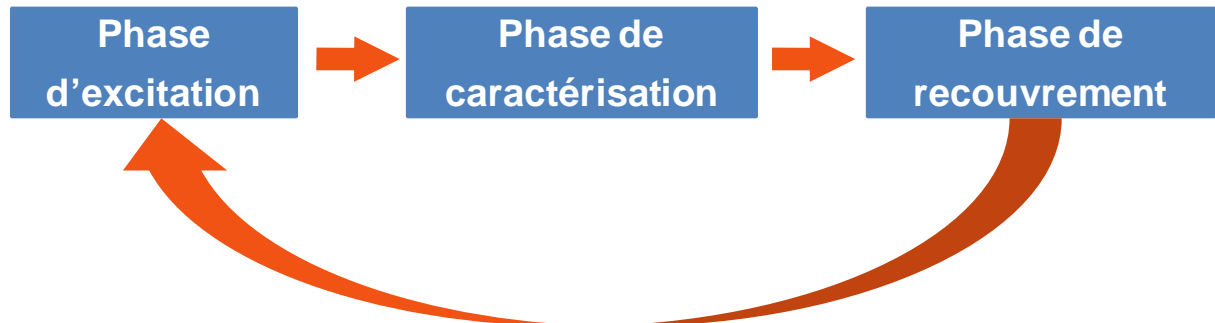 Phase
d’excitation
Phase de
caractérisation
Phase de
recouvrement